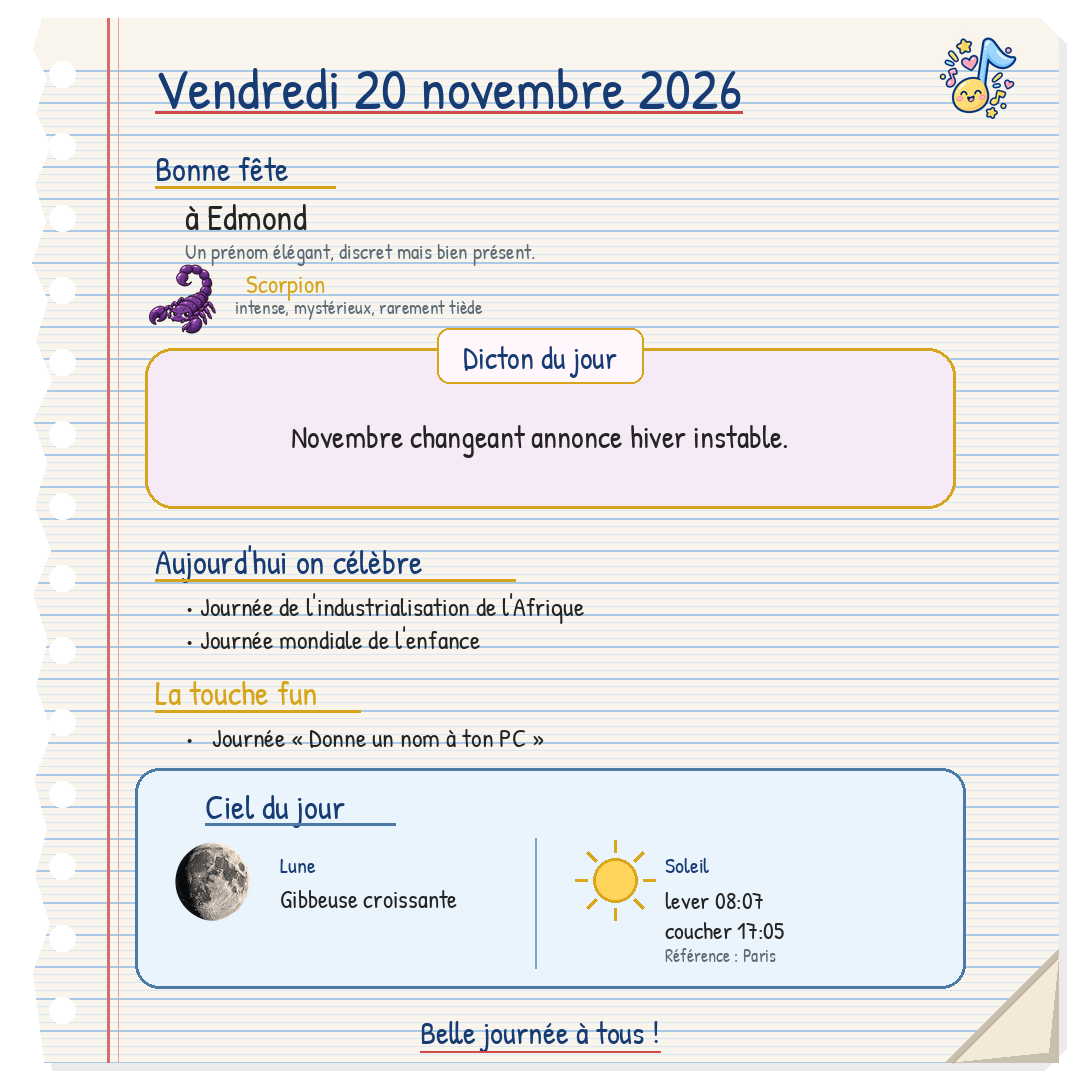 Vendredi 20 novembre 2026
Bonne fête
à Edmond
Un prénom élégant, discret mais bien présent.
Scorpion
intense, mystérieux, rarement tiède
Dicton du jour
Novembre changeant annonce hiver instable.
Aujourd'hui on célèbre
• Journée de l'industrialisation de l'Afrique
• Journée mondiale de l'enfance
La touche fun
• Journée « Donne un nom à ton PC »
Ciel du jour
Lune
Gibbeuse croissante
Soleil
lever 08:07
coucher 17:05
Référence : Paris
Belle journée à tous !